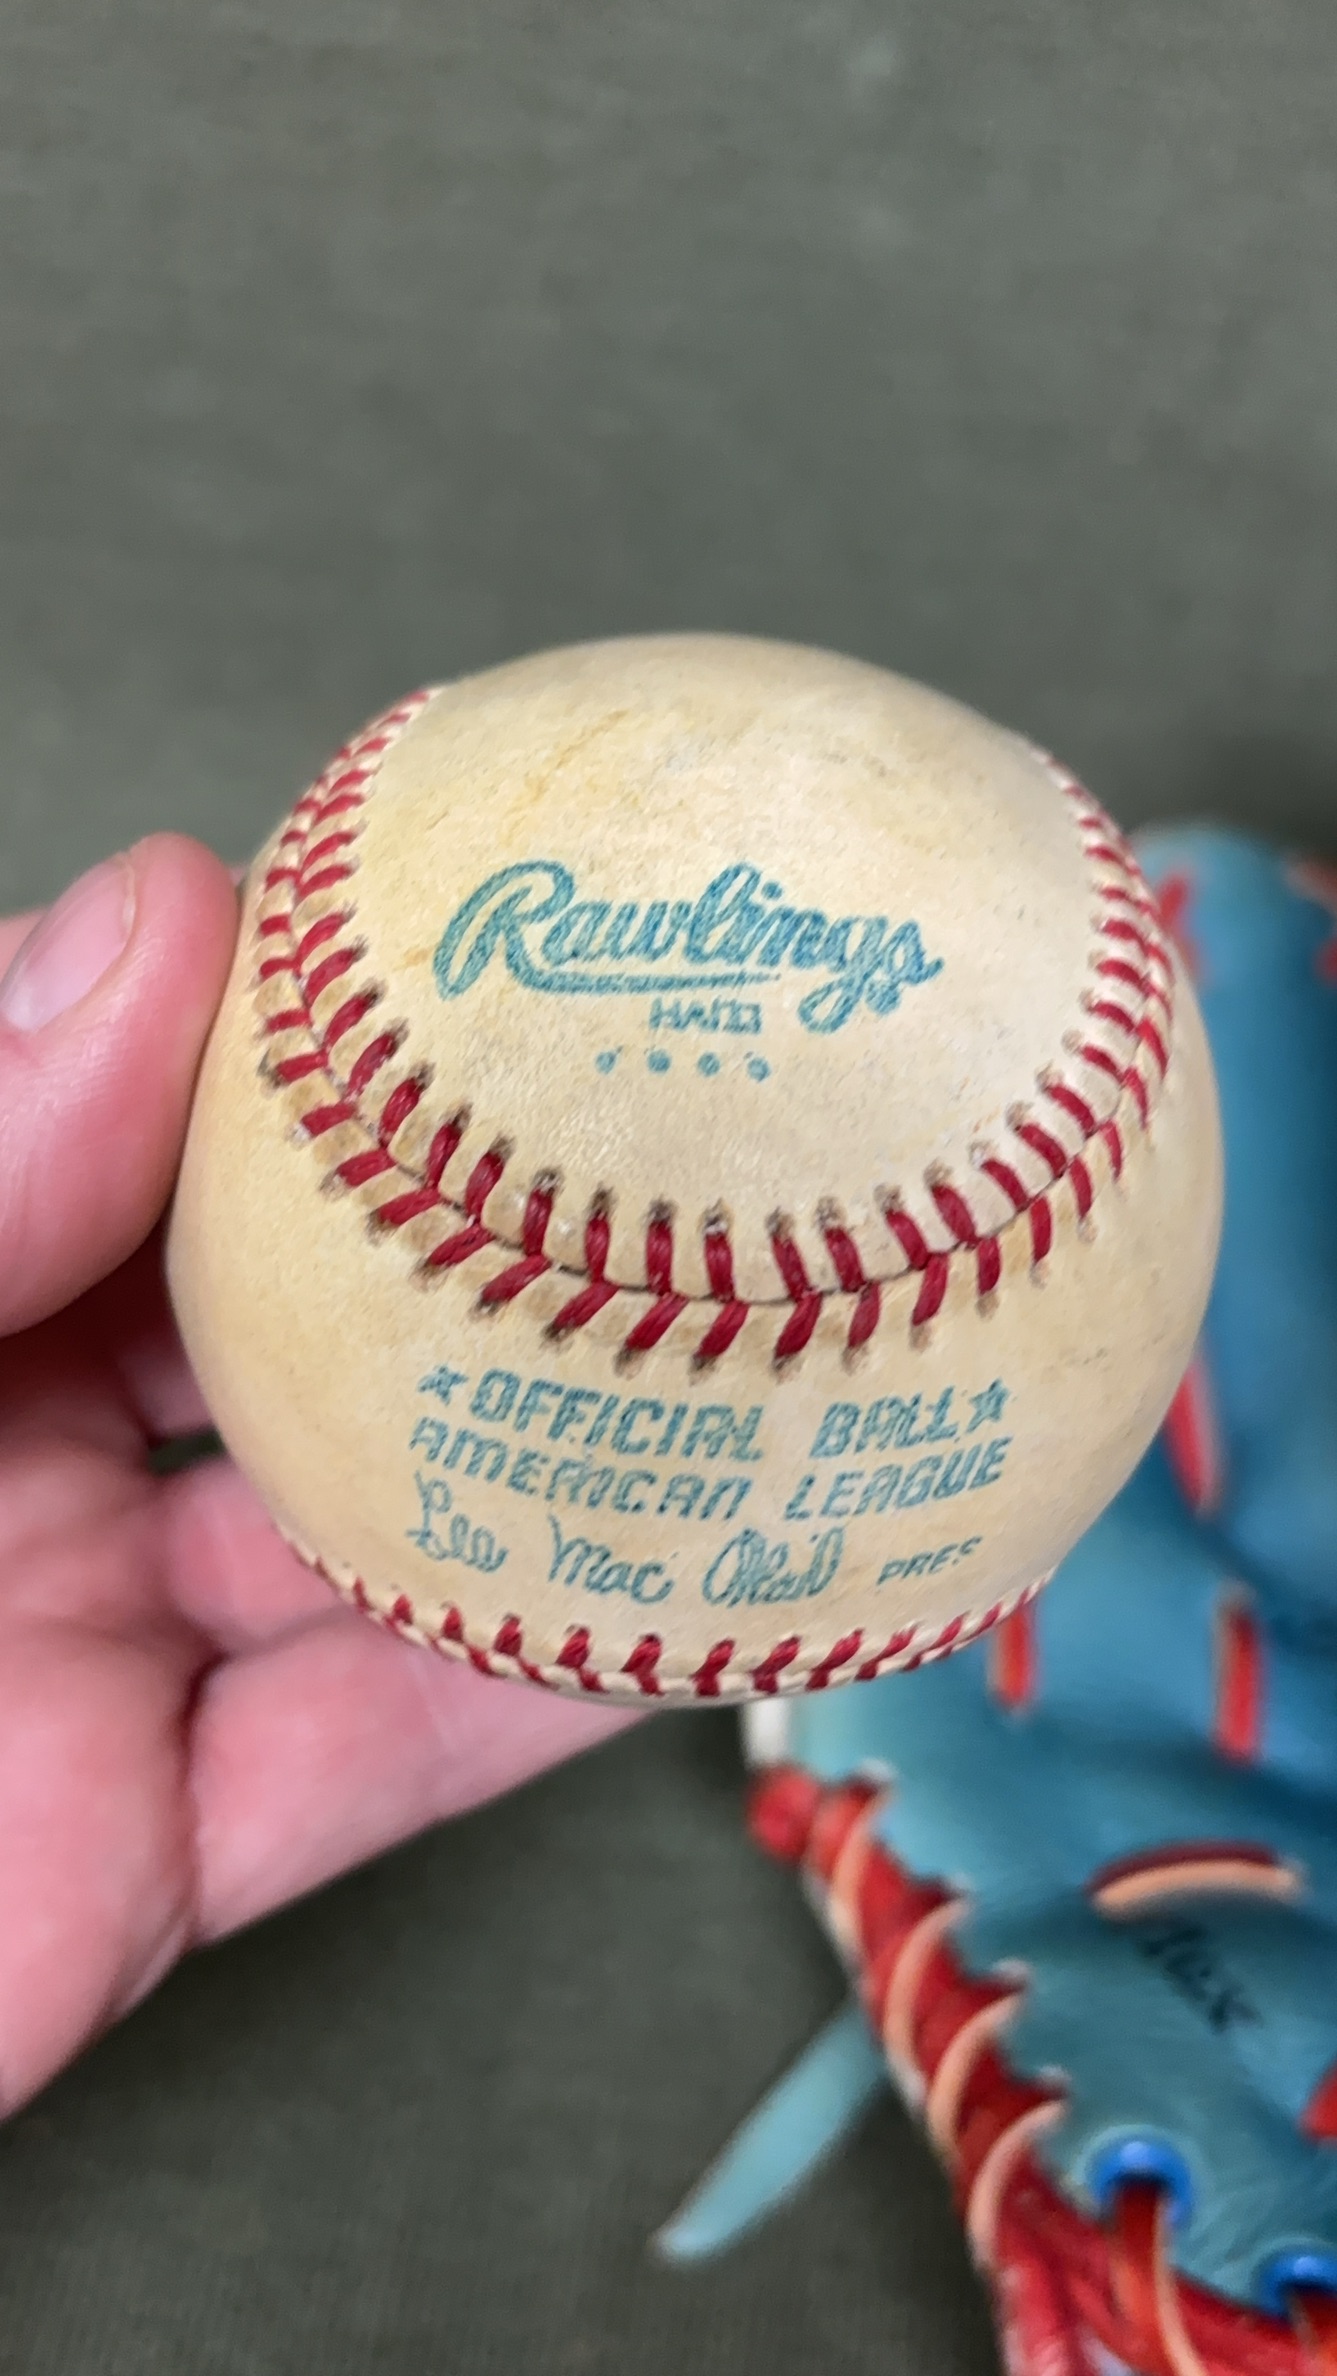 Rawlings
HAITI
★ OFFICIAL BALL ★
AMERICAN LEAGUE
Lee MacPhail PRES